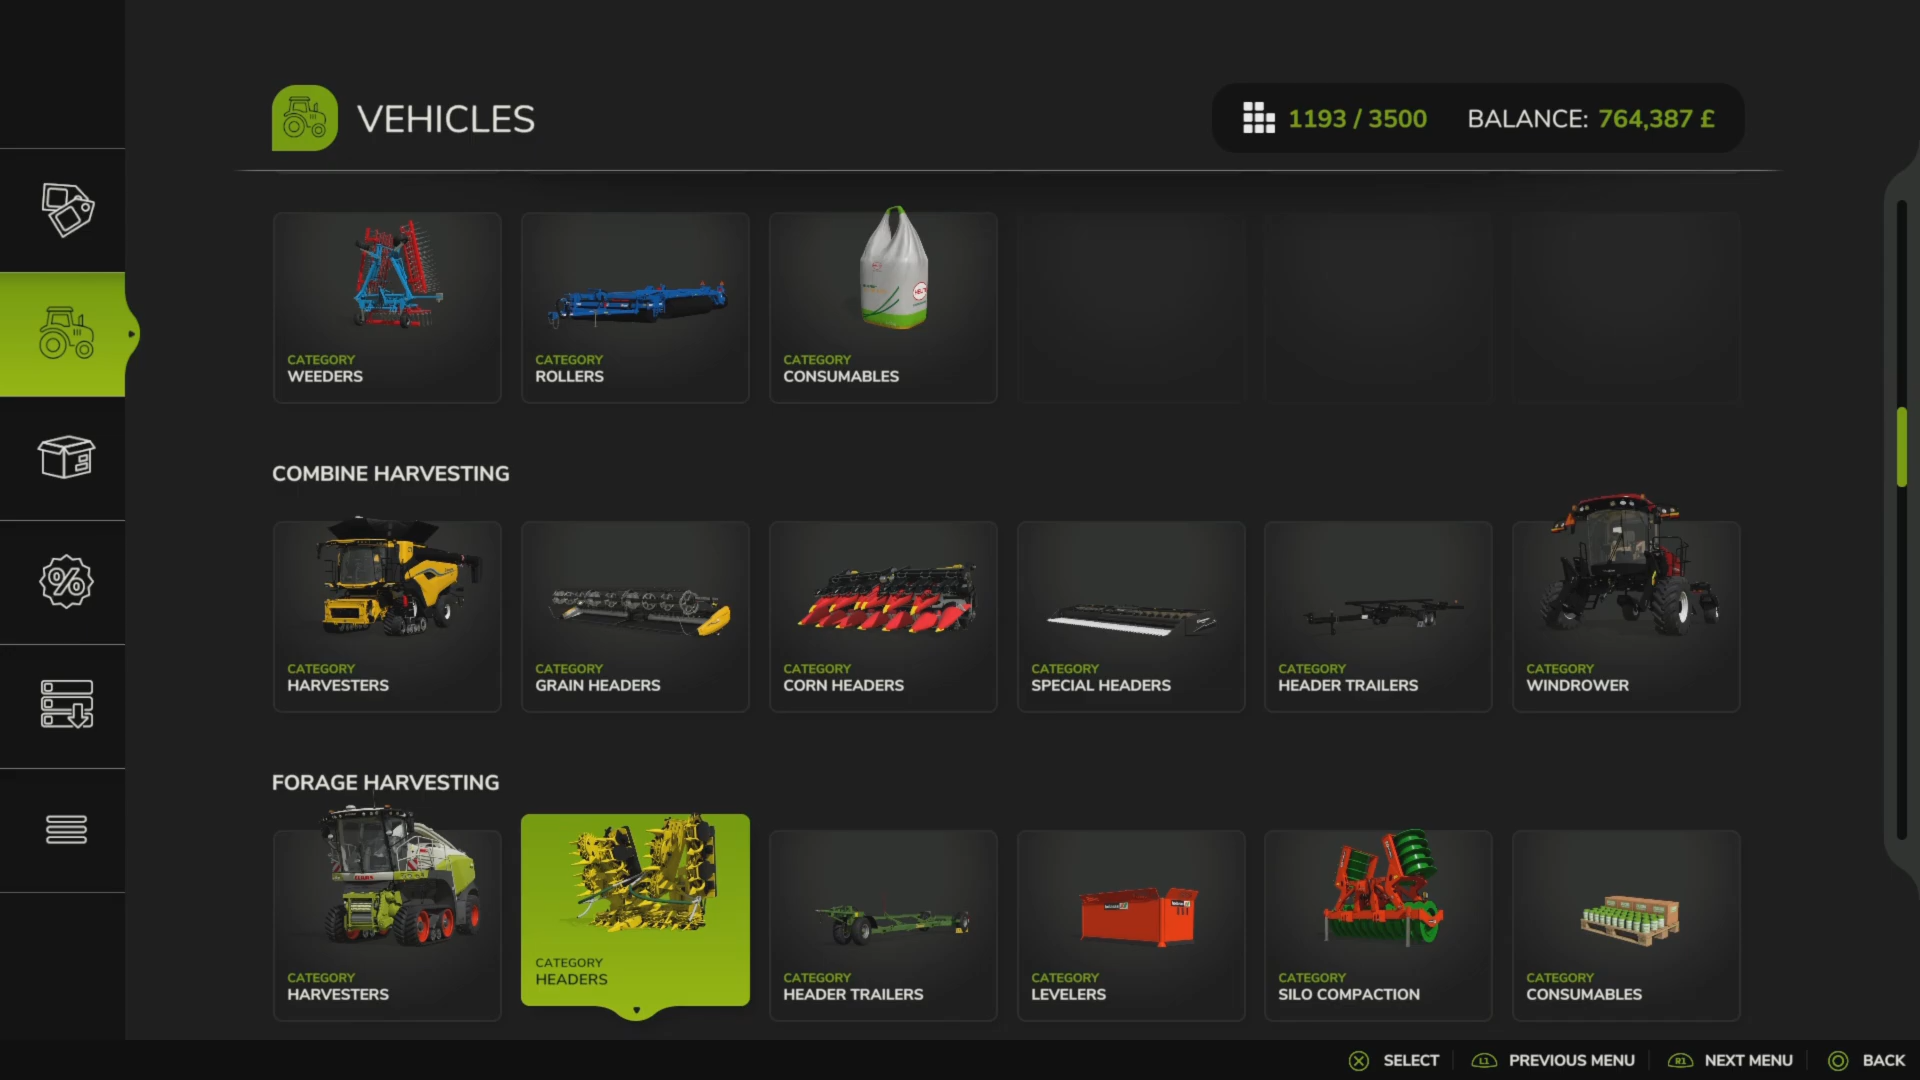 VEHICLES
1193 / 3500
BALANCE: 764,387 £
CATEGORY
WEEDERS
CATEGORY
ROLLERS
CATEGORY
CONSUMABLES
COMBINE HARVESTING
CATEGORY
HARVESTERS
CATEGORY
GRAIN HEADERS
CATEGORY
CORN HEADERS
CATEGORY
SPECIAL HEADERS
CATEGORY
HEADER TRAILERS
CATEGORY
WINDROWER
FORAGE HARVESTING
CATEGORY
HARVESTERS
CATEGORY
HEADERS
CATEGORY
HEADER TRAILERS
CATEGORY
LEVELERS
CATEGORY
SILO COMPACTION
CATEGORY
CONSUMABLES
SELECT
L1 PREVIOUS MENU
R1 NEXT MENU
BACK